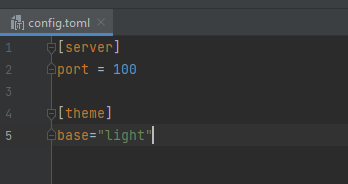 config.toml
1 [server]
2 port = 100
3
4 [theme]
5 base="light"